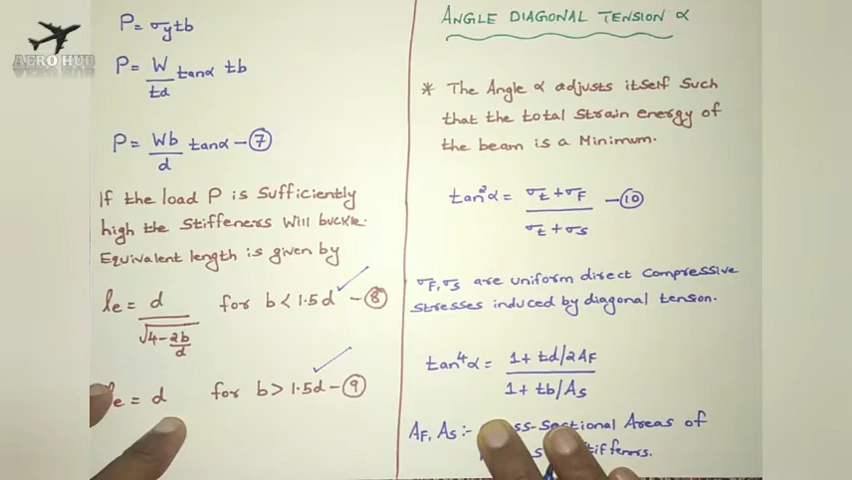 AERO HUB
P = σy t b
P = W/td tanα tb
P = Wb/d tanα - ⑦
If the load P is Sufficiently
high the Stiffeners Will buckle.
Equivalent length is given by
le = d/√4-2b/d for b < 1.5d - ⑧
le = d for b > 1.5d - ⑨
ANGLE DIAGONAL TENSION α
* The Angle α adjusts itself Such
that the total Strain energy of
the beam is a Minimum.
tan²α = σt + σF / σt + σs - ⑩
σF, σs are uniform direct Compressive
Stresses induced by diagonal tension.
tan⁴α = 1 + td/2AF / 1 + tb/As
AF, As :- ss-Sectional Areas of